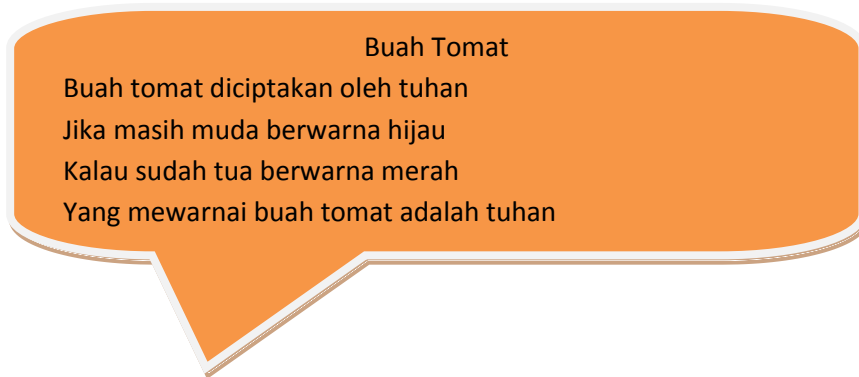 Buah Tomat
Buah tomat diciptakan oleh tuhan
Jika masih muda berwarna hijau
Kalau sudah tua berwarna merah
Yang mewarnai buah tomat adalah tuhan